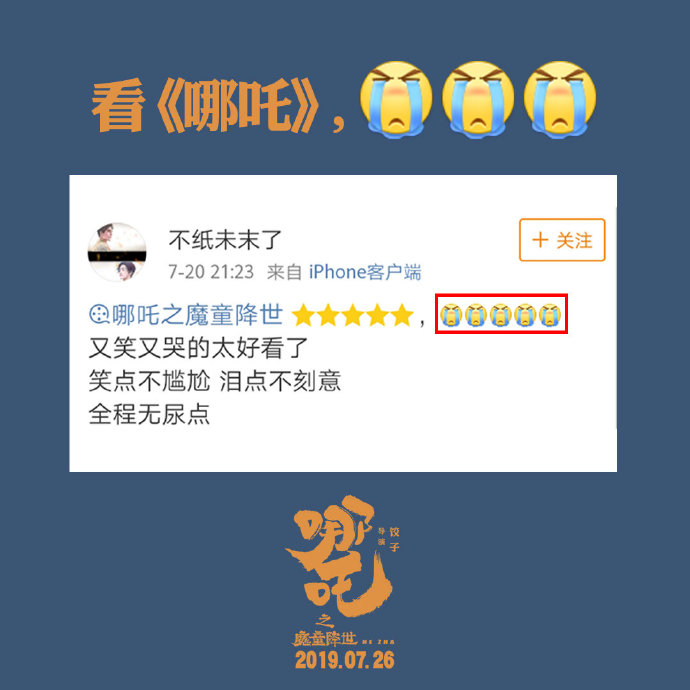 看《哪吒》,😭😭😭
不纸未末了
7-20 21:23 来自 iPhone客户端
+ 关注
哪吒之魔童降世 ★★★★★, 😭😭😭😭😭
又笑又哭的太好看了
笑点不尴尬 泪点不刻意
全程无尿点
哪吒
导演 饺子
之
魔童降世 NE ZHA
2019.07.26